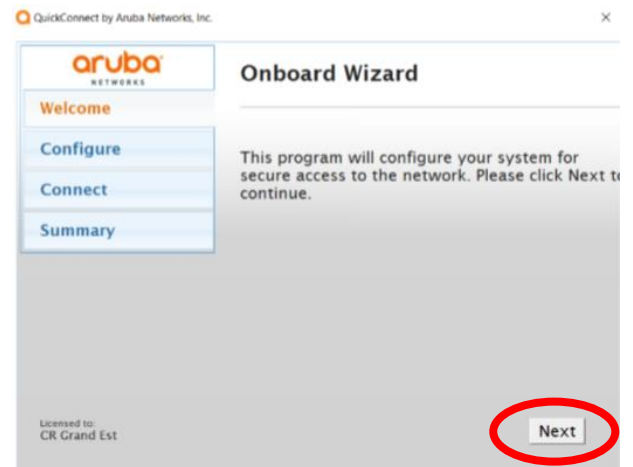 QuickConnect by Aruba Networks, Inc.
aruba
NETWORKS
Welcome
Configure
Connect
Summary
Onboard Wizard
This program will configure your system for
secure access to the network. Please click Next to
continue.
Licensed to:
CR Grand Est
Next